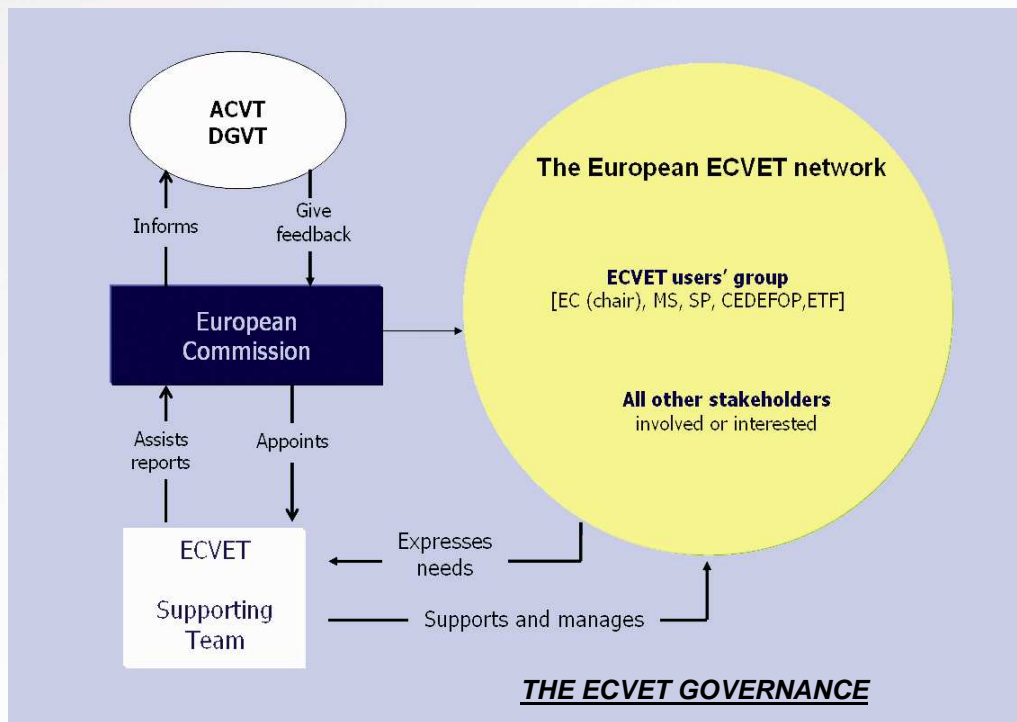 ACVT
DGVT
The European ECVET network
Informs
Give
feedback
ECVET users’ group
[EC (chair), MS, SP, CEDEFOP,ETF]
European
Commission
All other stakeholders
involved or interested
Assists
reports
Appoints
ECVET
Supporting
Team
Expresses
needs
Supports and manages
THE ECVET GOVERNANCE